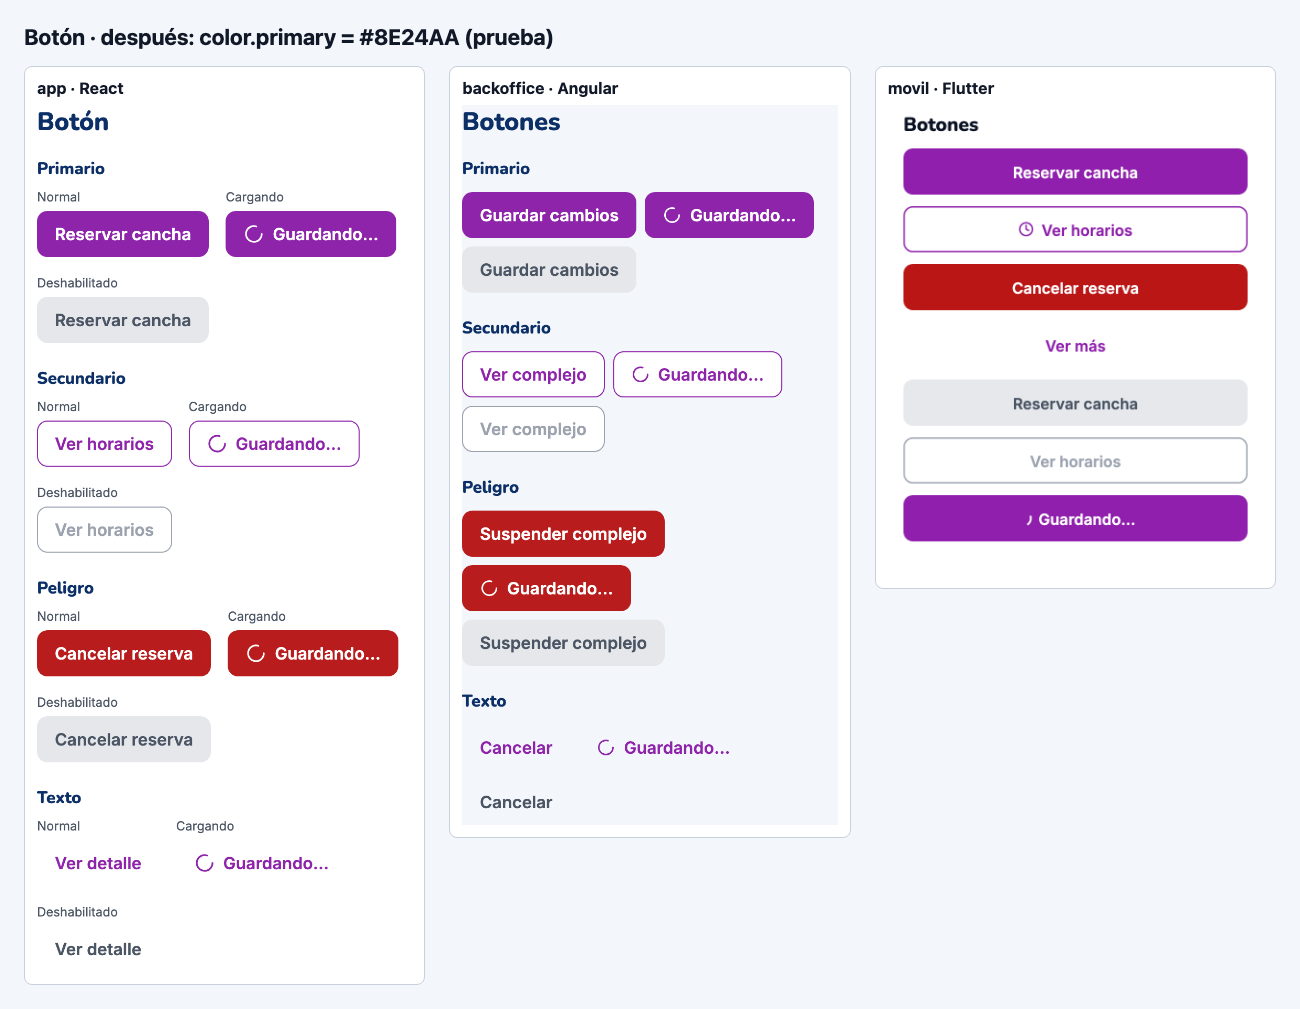 Botón · después: color.primary = #8E24AA (prueba)
app · React
Botón
Primario
Normal Cargando
Reservar cancha Guardando...
Deshabilitado
Reservar cancha
Secundario
Normal Cargando
Ver horarios Guardando...
Deshabilitado
Ver horarios
Peligro
Normal Cargando
Cancelar reserva Guardando...
Deshabilitado
Cancelar reserva
Texto
Normal Cargando
Ver detalle Guardando...
Deshabilitado
Ver detalle
backoffice · Angular
Botones
Primario
Guardar cambios Guardando...
Guardar cambios
Secundario
Ver complejo Guardando...
Ver complejo
Peligro
Suspender complejo
Guardando...
Suspender complejo
Texto
Cancelar Guardando...
Cancelar
movil · Flutter
Botones
Reservar cancha
Ver horarios
Cancelar reserva
Ver más
Reservar cancha
Ver horarios
Guardando...